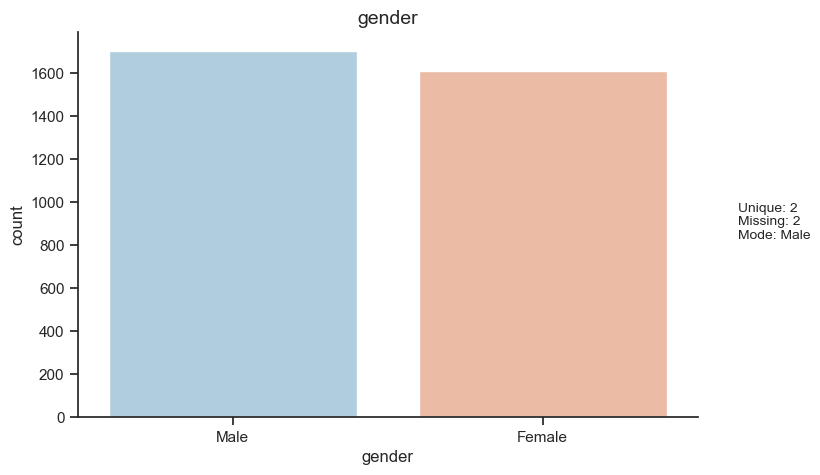 gender
1600
1400
1200
1000
800
600
400
200
0
count
Male
Female
gender
Unique: 2
Missing: 2
Mode: Male